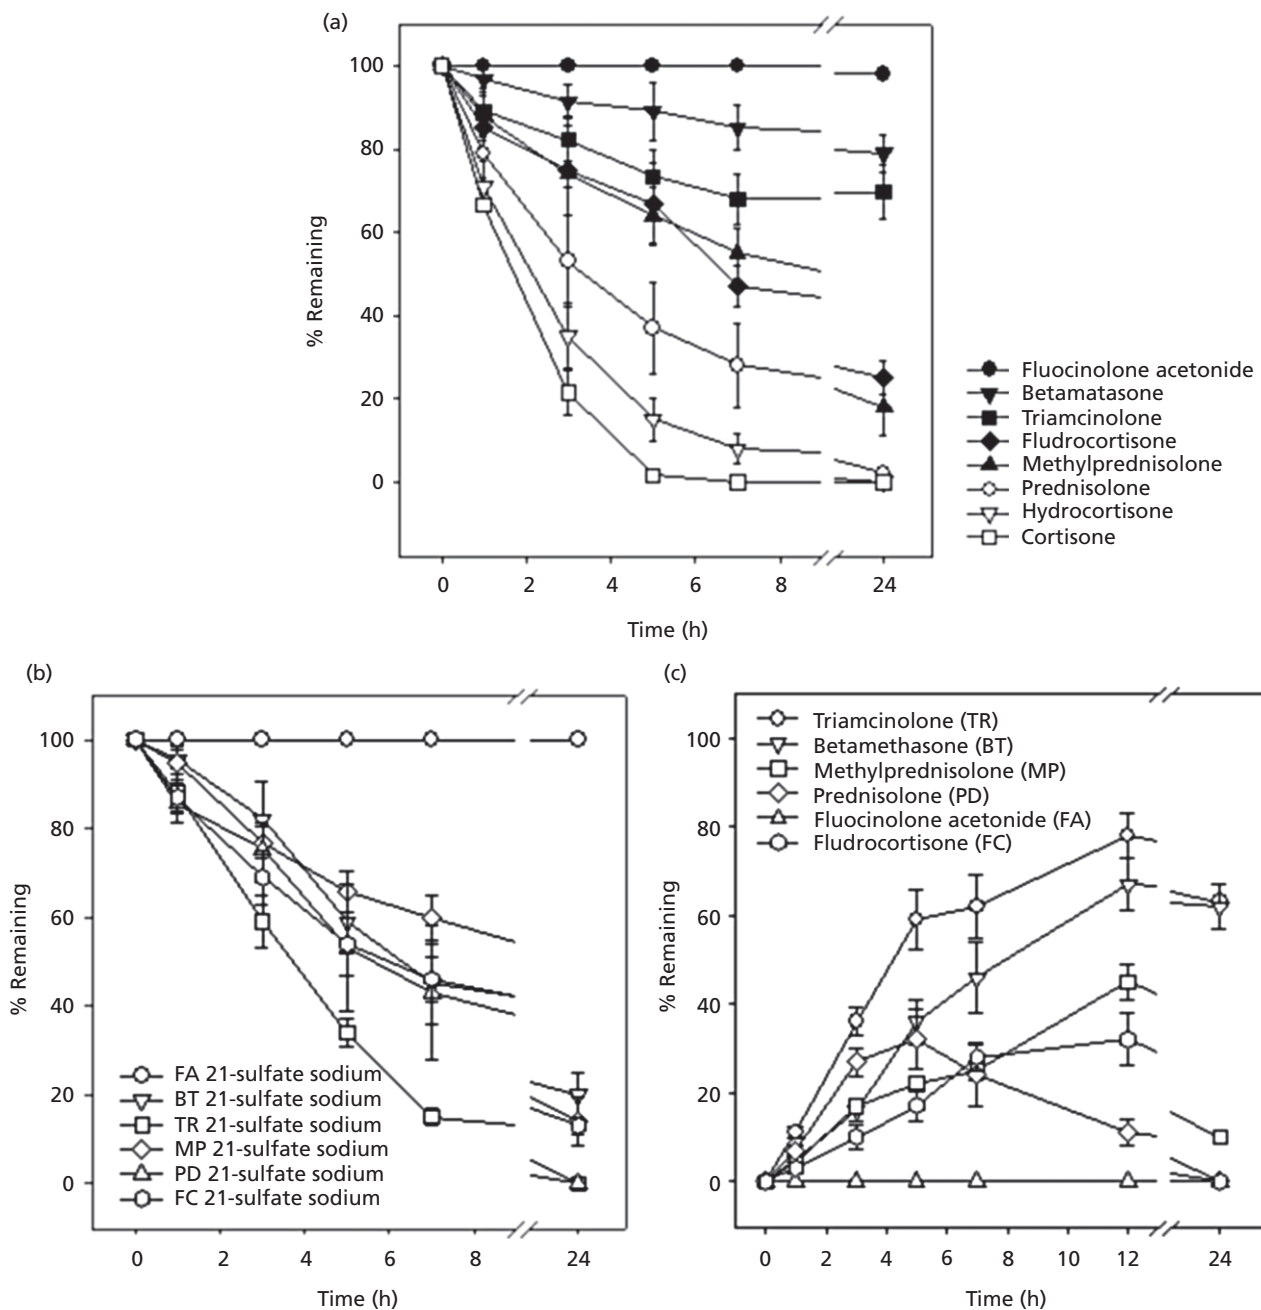 (a)
100
80
60
40
20
0
% Remaining
0 2 4 6 8 24
Time (h)
Fluocinolone acetonide
Betamatasone
Triamcinolone
Fludrocortisone
Methylprednisolone
Prednisolone
Hydrocortisone
Cortisone
(b)
100
80
60
40
20
0
% Remaining
FA 21-sulfate sodium
BT 21-sulfate sodium
TR 21-sulfate sodium
MP 21-sulfate sodium
PD 21-sulfate sodium
FC 21-sulfate sodium
0 2 4 6 8 24
Time (h)
(c)
100
80
60
40
20
0
% Remaining
Triamcinolone (TR)
Betamethasone (BT)
Methylprednisolone (MP)
Prednisolone (PD)
Fluocinolone acetonide (FA)
Fludrocortisone (FC)
0 2 4 6 8 10 12 24
Time (h)